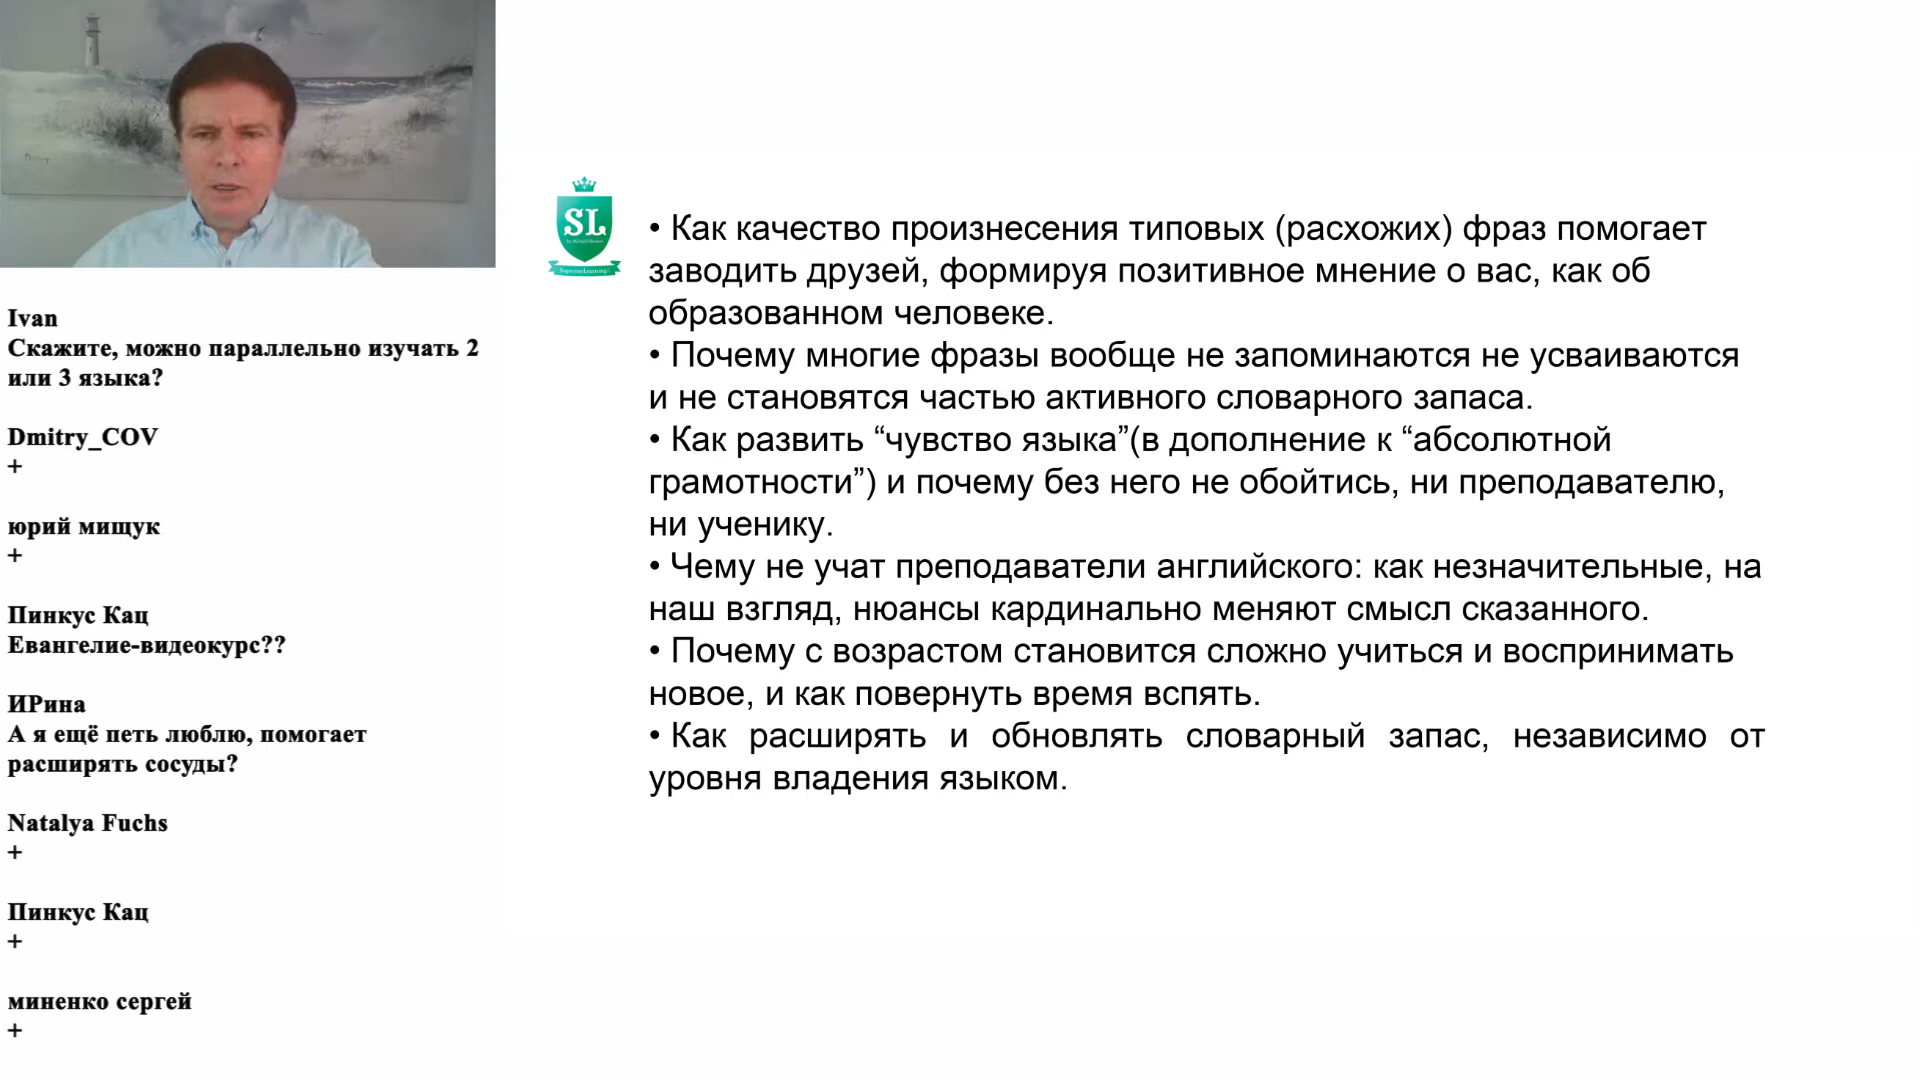 Ivan
Скажите, можно параллельно изучать 2
или 3 языка?
Dmitry_COV
+
юрий мищук
+
Пинкус Кац
Евангелие-видеокурс??
ИРина
А я ещё петь люблю, помогает
расширять сосуды?
Natalya Fuchs
+
Пинкус Кац
+
миненко сергей
+
SL
• Как качество произнесения типовых (расхожих) фраз помогает
заводить друзей, формируя позитивное мнение о вас, как об
образованном человеке.
• Почему многие фразы вообще не запоминаются не усваиваются
и не становятся частью активного словарного запаса.
• Как развить “чувство языка”(в дополнение к “абсолютной
грамотности”) и почему без него не обойтись, ни преподавателю,
ни ученику.
• Чему не учат преподаватели английского: как незначительные, на
наш взгляд, нюансы кардинально меняют смысл сказанного.
• Почему с возрастом становится сложно учиться и воспринимать
новое, и как повернуть время вспять.
• Как расширять и обновлять словарный запас, независимо от
уровня владения языком.